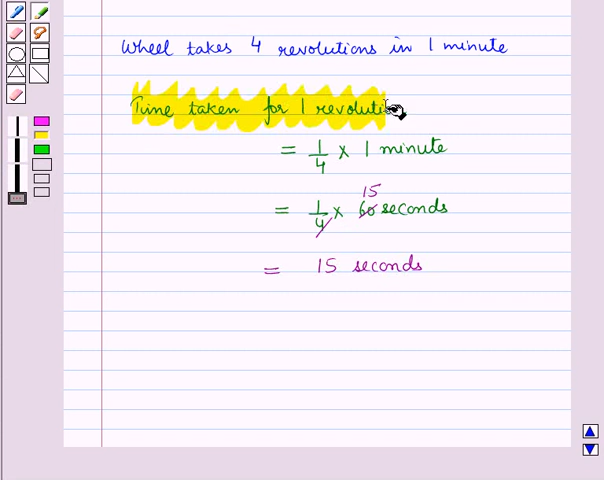 Wheel takes 4 revolutions in 1 minute
Time taken for 1 revoluti
= 1/4 × 1 minute
15
= 1/4 × 60 seconds
= 15 seconds